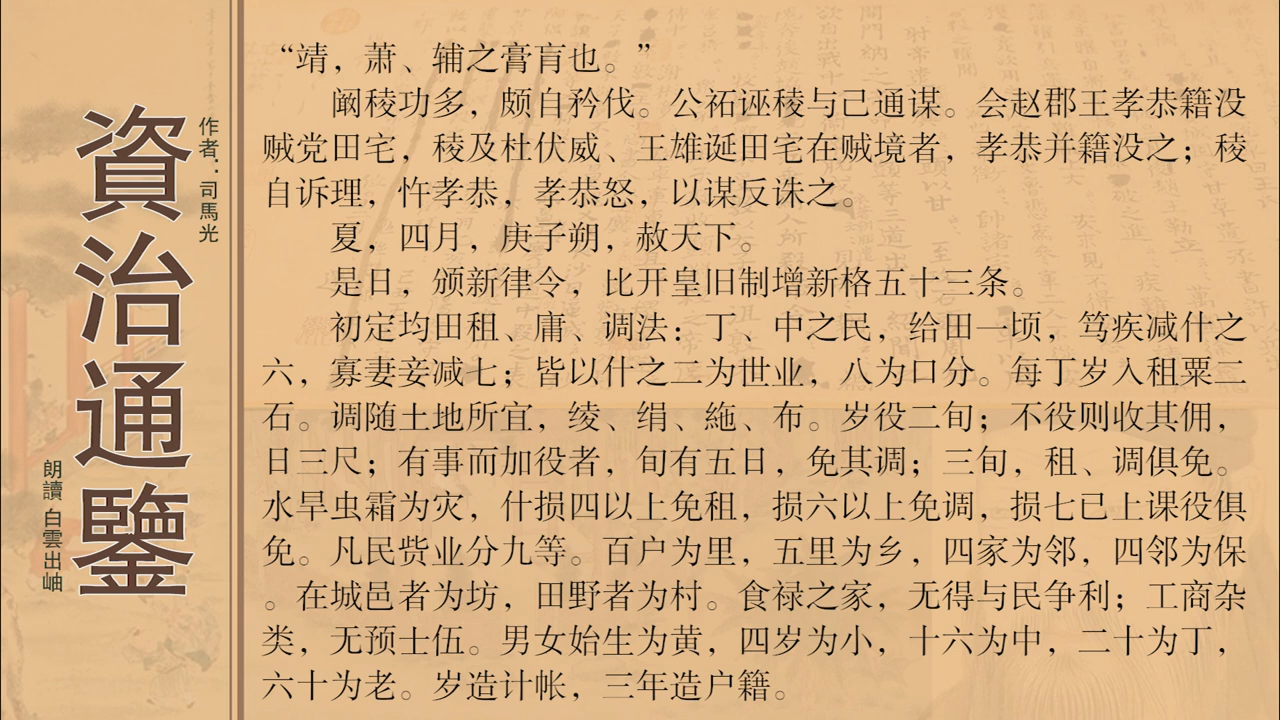 資治通鑒
作者：司馬光
朗讀 白雲出岫
“靖，萧、辅之膏肓也。”
阚稜功多，颇自矜伐。公祏诬稜与己通谋。会赵郡王孝恭籍没
贼党田宅，稜及杜伏威、王雄诞田宅在贼境者，孝恭并籍没之；稜
自诉理，忤孝恭，孝恭怒，以谋反诛之。
夏，四月，庚子朔，赦天下。
是日，颁新律令，比开皇旧制增新格五十三条。
初定均田租、庸、调法：丁、中之民，给田一顷，笃疾减什之
六，寡妻妾减七；皆以什之二为世业，八为口分。每丁岁入租粟二
石。调随土地所宜，绫、绢、絁、布。岁役二旬；不役则收其佣，
日三尺；有事而加役者，旬有五日，免其调；三旬，租、调俱免。
水旱虫霜为灾，什损四以上免租，损六以上免调，损七已上课役俱
免。凡民赀业分九等。百户为里，五里为乡，四家为邻，四邻为保
。在城邑者为坊，田野者为村。食禄之家，无得与民争利；工商杂
类，无预士伍。男女始生为黄，四岁为小，十六为中，二十为丁，
六十为老。岁造计帐，三年造户籍。